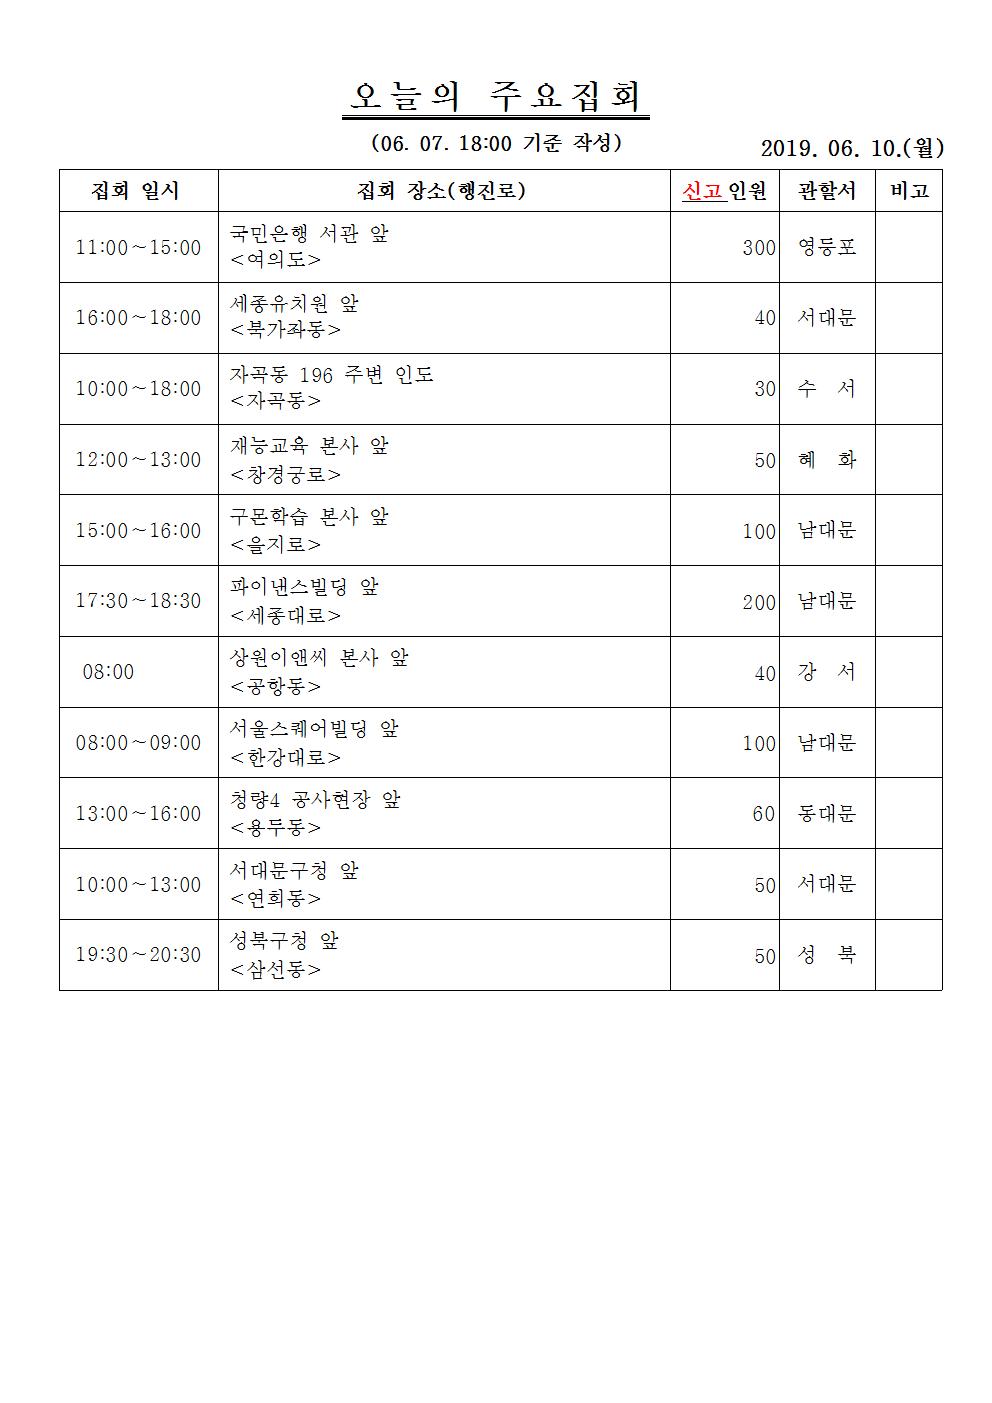 오늘의 주요집회
(06. 07. 18:00 기준 작성)
2019. 06. 10.(월)
집회 일시 집회 장소(행진로) 신고인원 관할서 비고
11:00~15:00 국민은행 서관 앞 <여의도> 300 영등포
16:00~18:00 세종유치원 앞 <북가좌동> 40 서대문
10:00~18:00 자곡동 196 주변 인도 <자곡동> 30 수 서
12:00~13:00 재능교육 본사 앞 <창경궁로> 50 혜 화
15:00~16:00 구몬학습 본사 앞 <을지로> 100 남대문
17:30~18:30 파이낸스빌딩 앞 <세종대로> 200 남대문
08:00 상원이앤씨 본사 앞 <공항동> 40 강 서
08:00~09:00 서울스퀘어빌딩 앞 <한강대로> 100 남대문
13:00~16:00 청량4 공사현장 앞 <용두동> 60 동대문
10:00~13:00 서대문구청 앞 <연희동> 50 서대문
19:30~20:30 성북구청 앞 <삼선동> 50 성 북